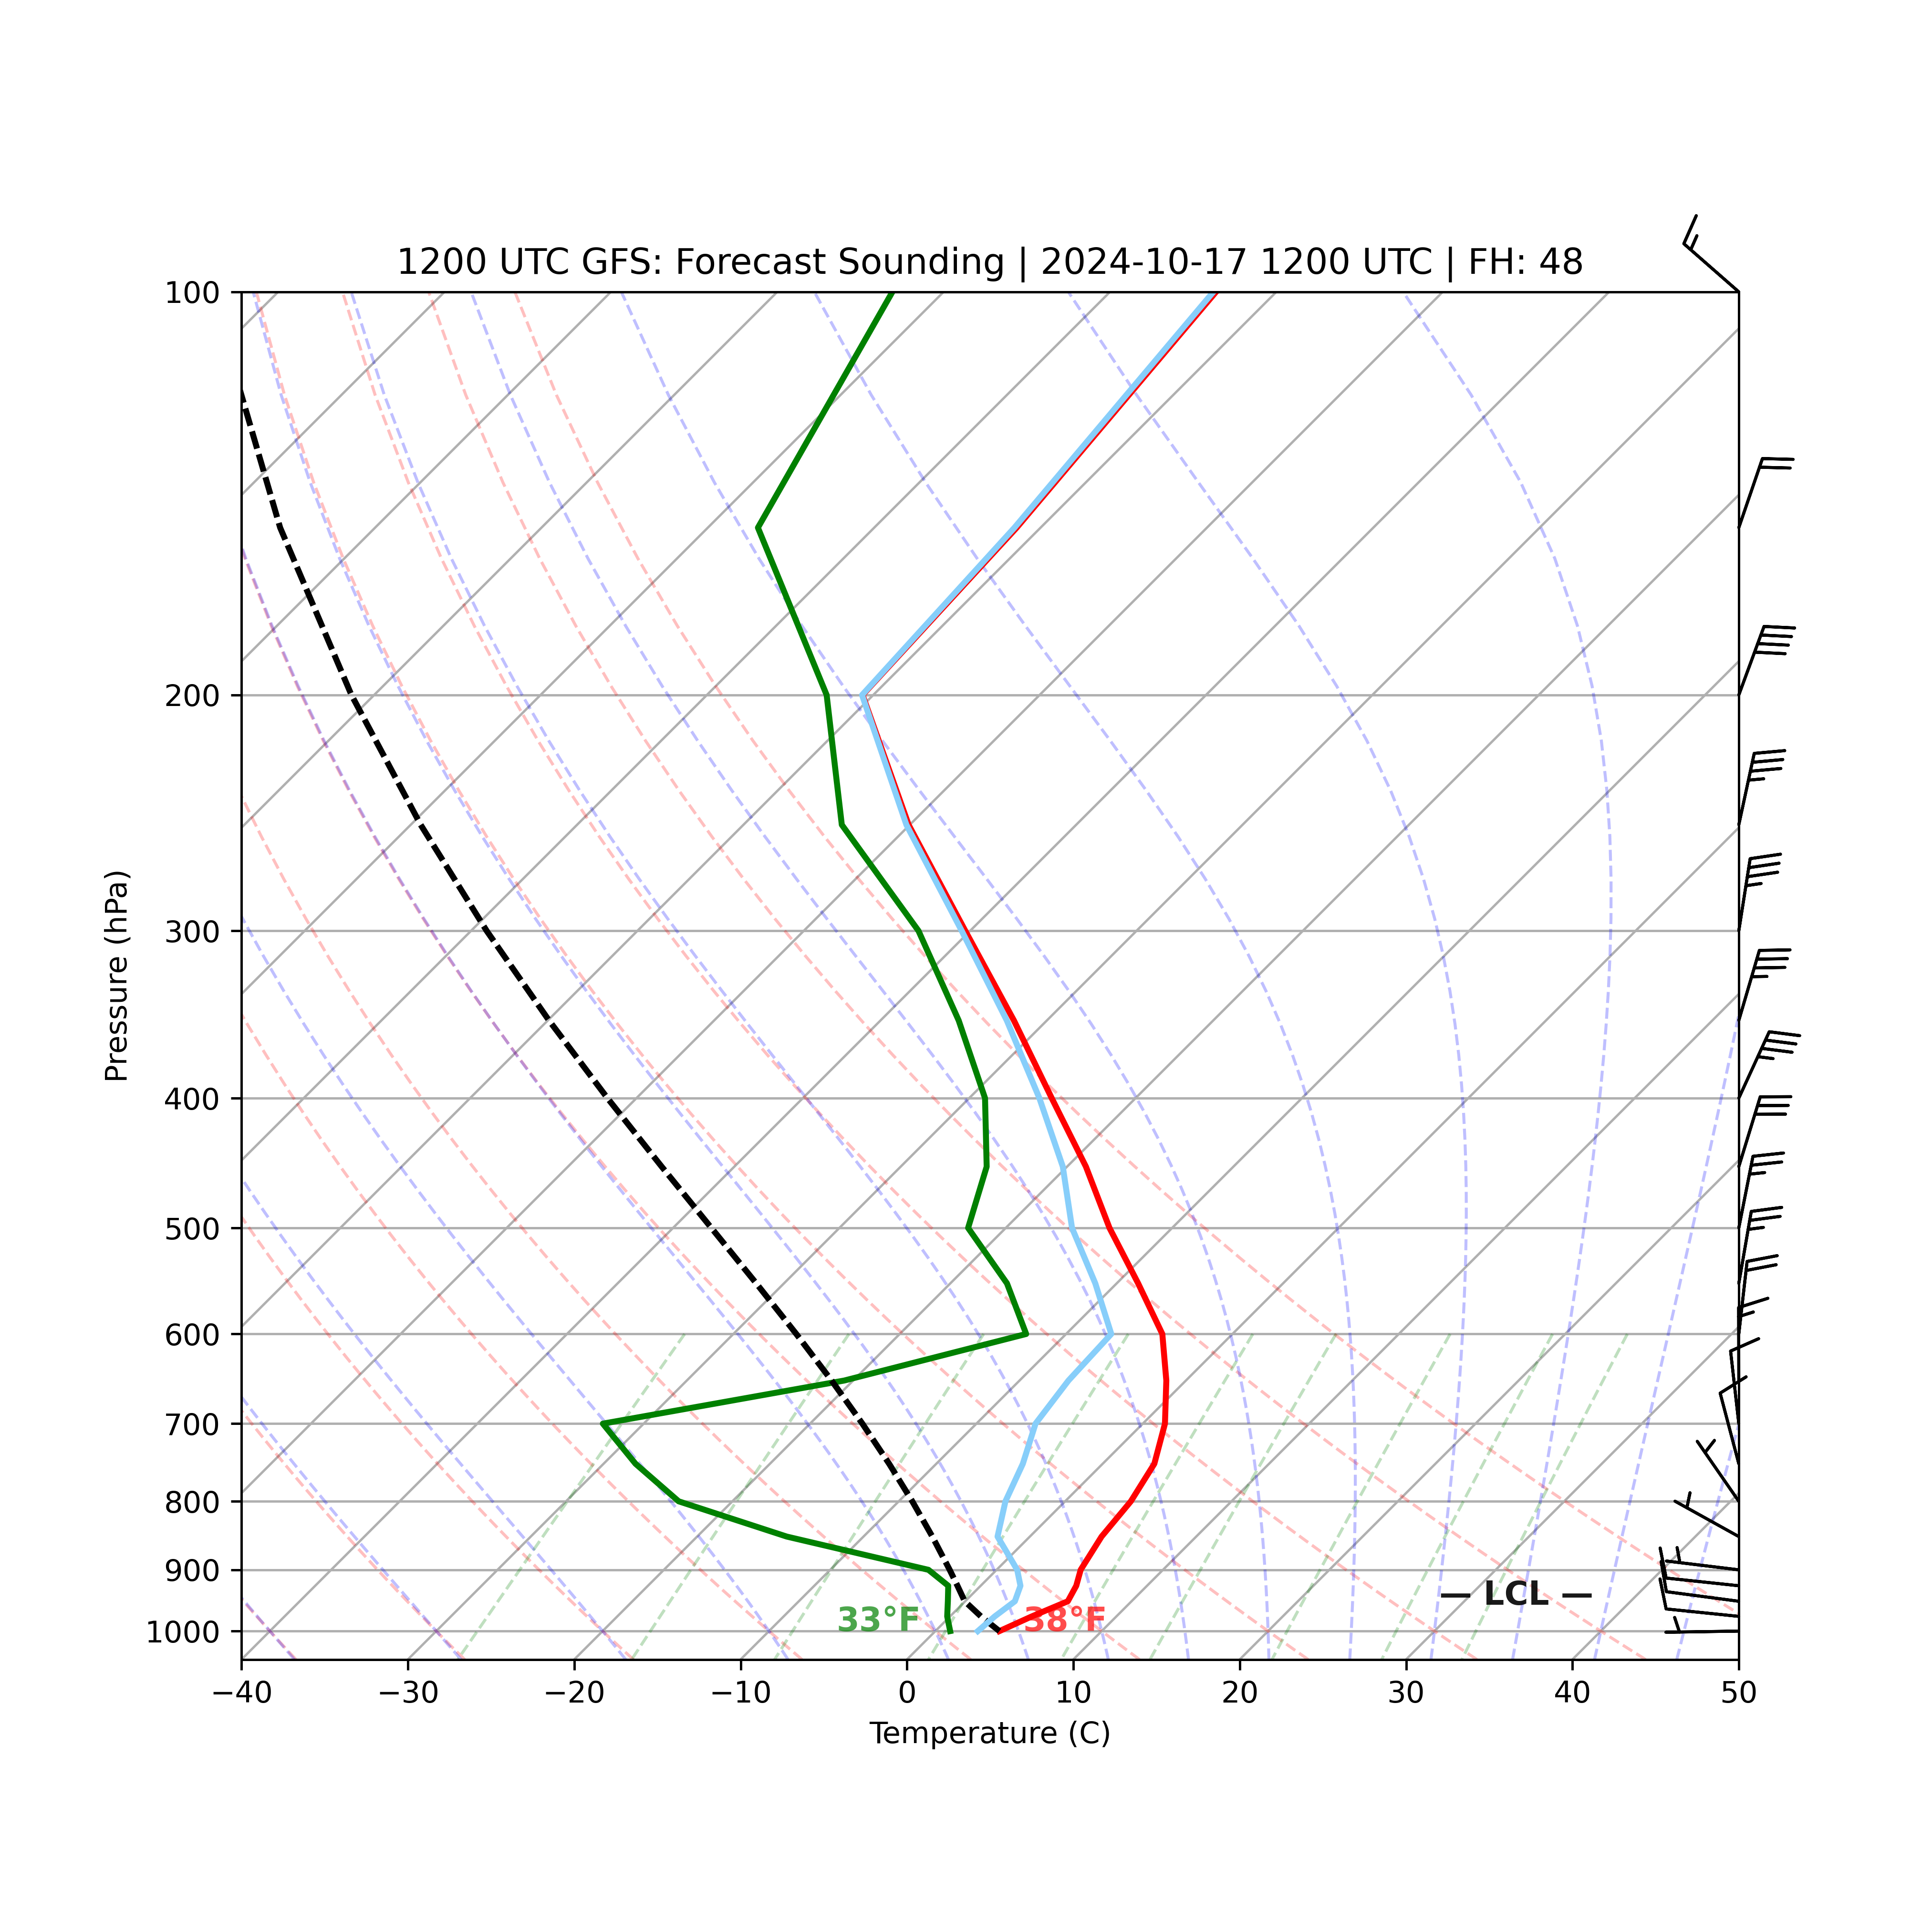 1200 UTC GFS: Forecast Sounding | 2024-10-17 1200 UTC | FH: 48
100
200
300
400
500
600
700
800
900
1000
Pressure (hPa)
33°F
38°F
— LCL —
−40 −30 −20 −10 0 10 20 30 40 50
Temperature (C)